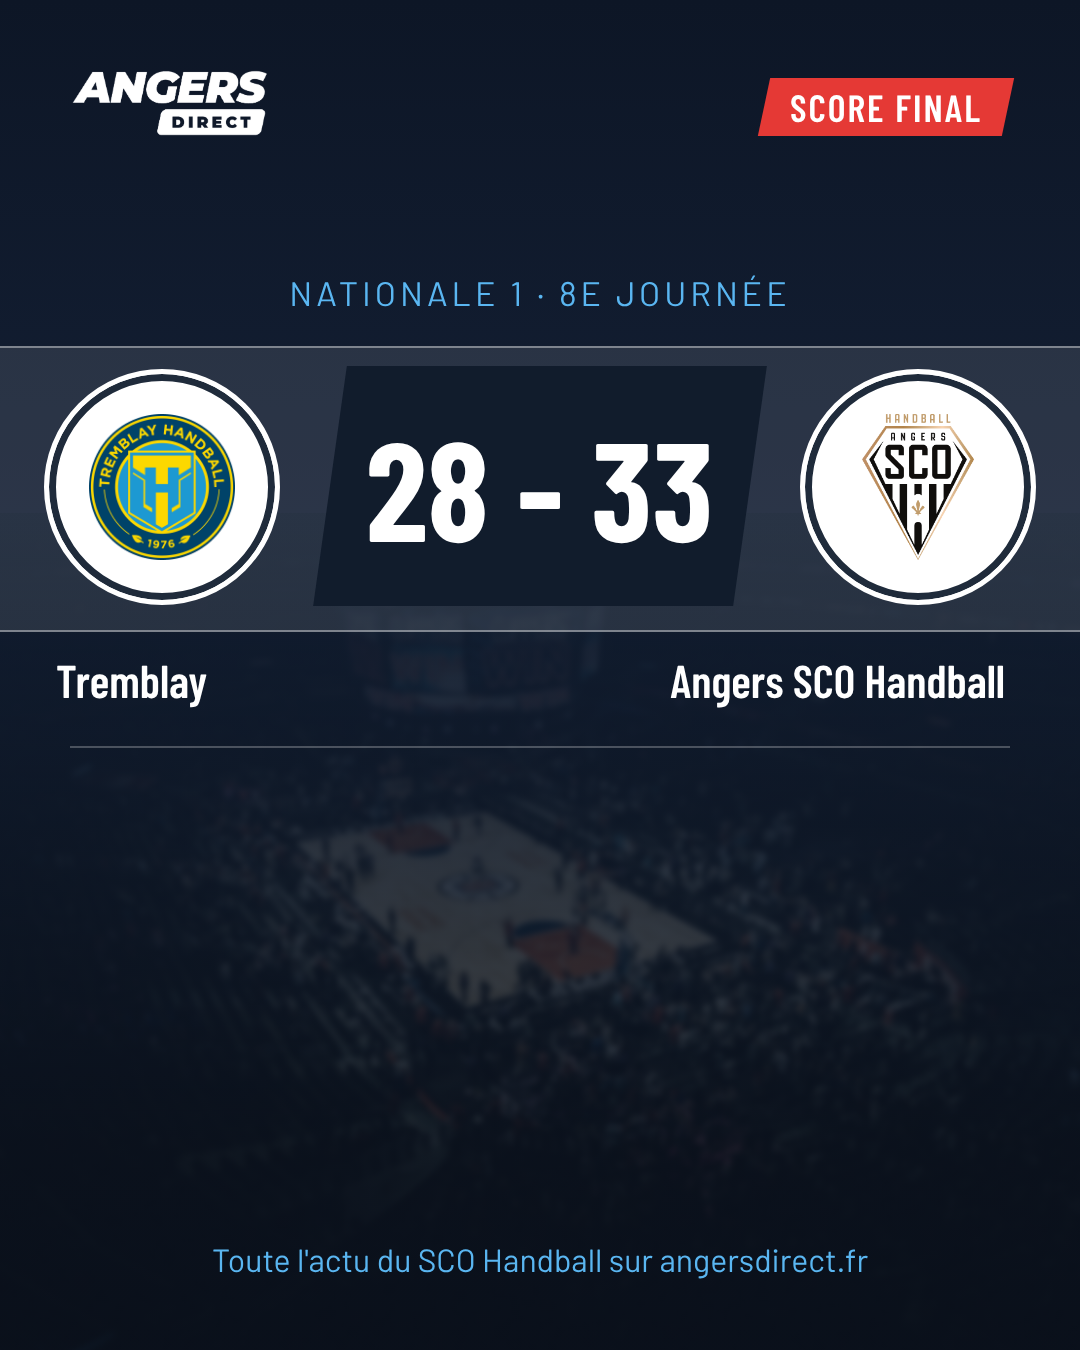 ANGERS
DIRECT
SCORE FINAL
NATIONALE 1 · 8E JOURNÉE
TREMBLAY HANDBALL
TH
1976
28 - 33
HANDBALL
ANGERS
SCO
Tremblay
Angers SCO Handball
Toute l'actu du SCO Handball sur angersdirect.fr